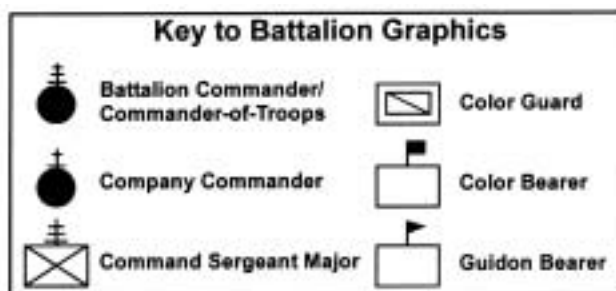 Key to Battalion Graphics
Battalion Commander/
Commander-of-Troops
Color Guard
Company Commander
Color Bearer
Command Sergeant Major
Guidon Bearer